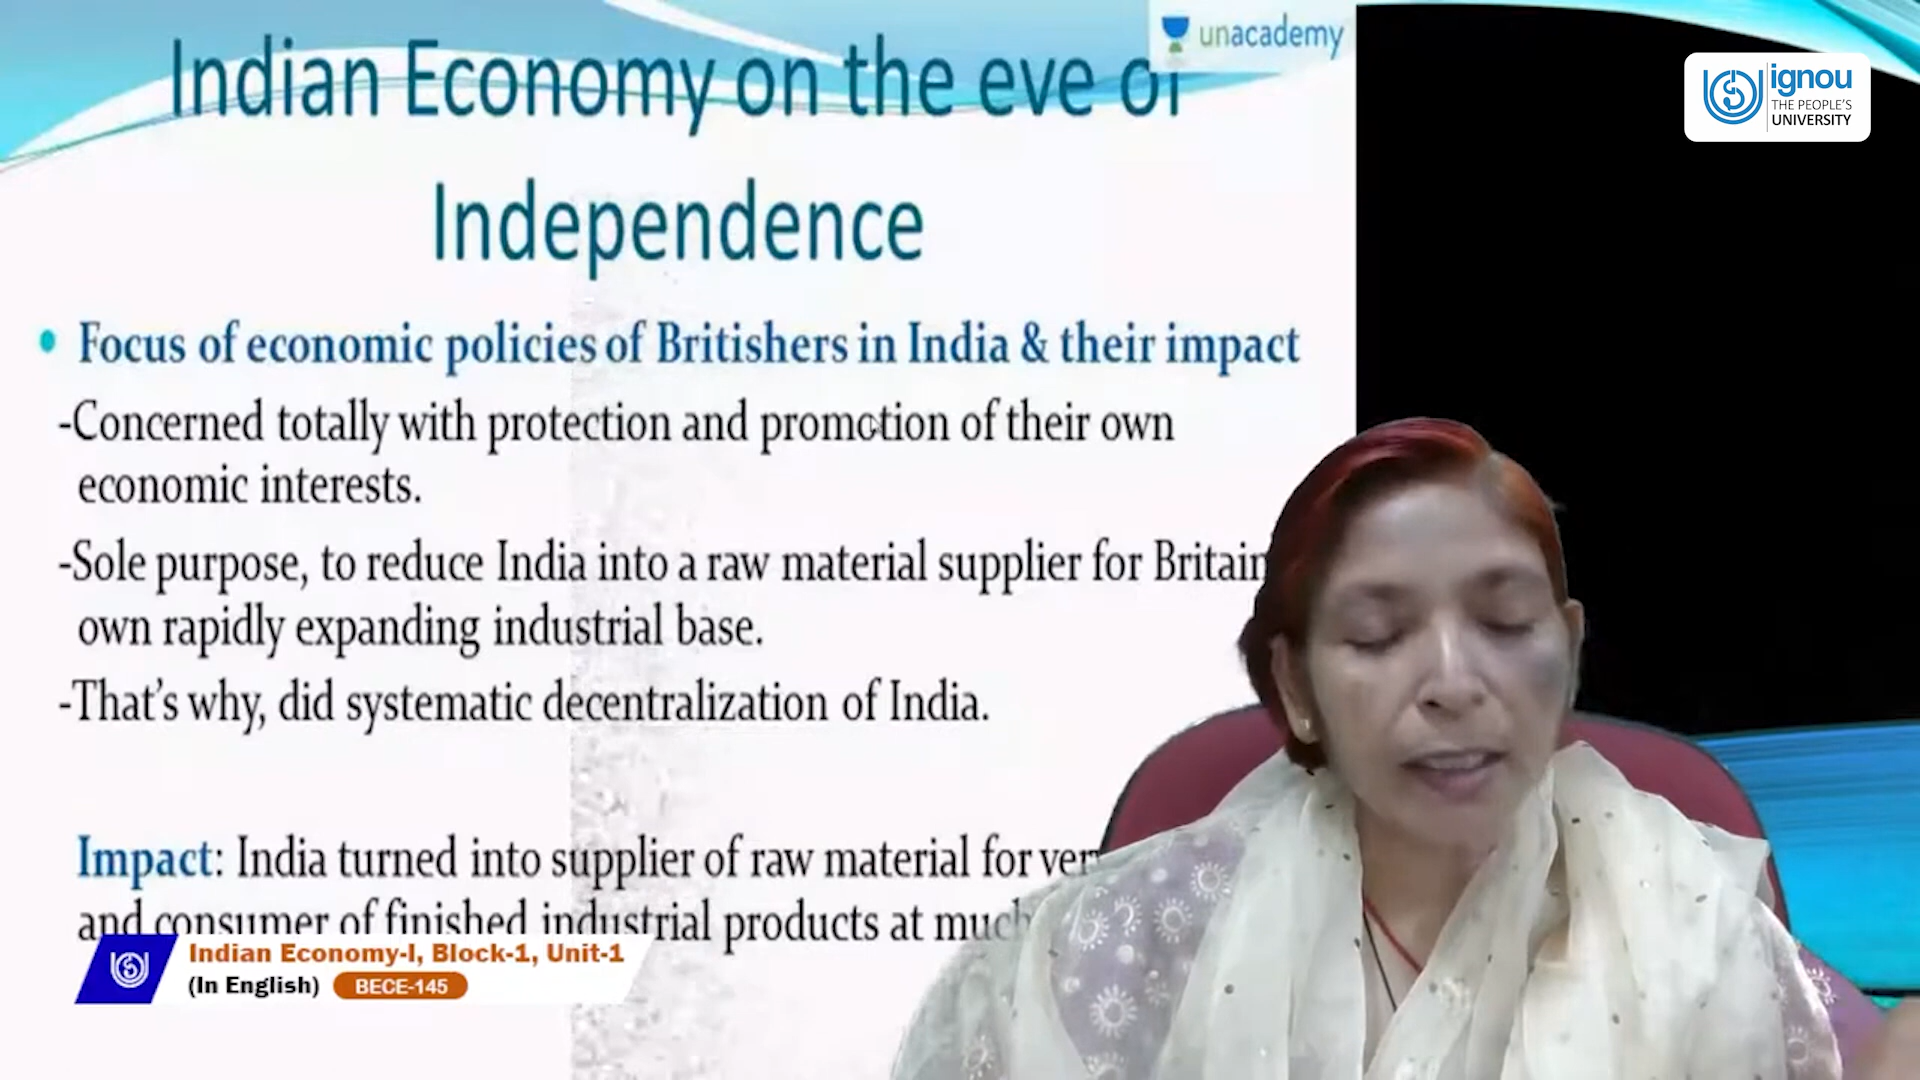 unacademy
ignou
THE PEOPLE'S
UNIVERSITY
Indian Economy on the eve of
Independence
Focus of economic policies of Britishers in India & their impact
-Concerned totally with protection and promotion of their own
economic interests.
-Sole purpose, to reduce India into a raw material supplier for Britain
own rapidly expanding industrial base.
-That's why, did systematic decentralization of India.
Impact: India turned into supplier of raw material for
and consumer of finished industrial products at
Indian Economy-I, Block-1, Unit-1
(In English) BECE-145